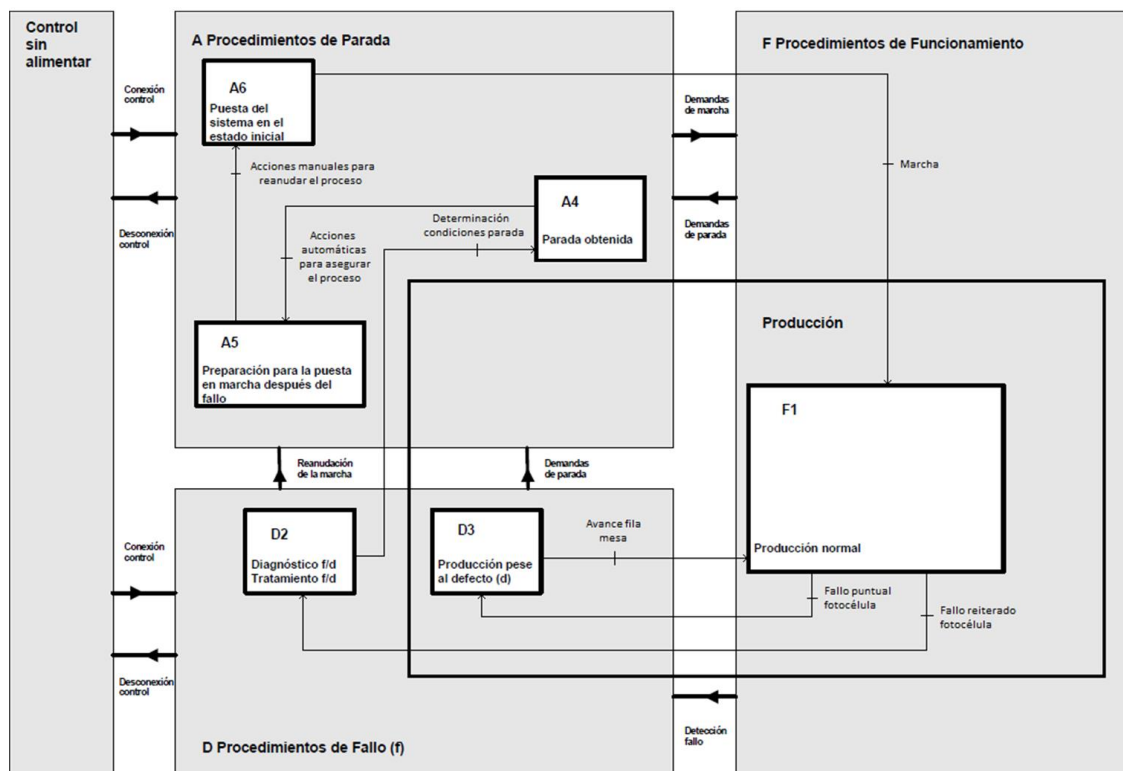 Control
sin
alimentar
A Procedimientos de Parada
F Procedimientos de Funcionamiento
Conexión
control
Desconexión
control
A6
Puesta del
sistema en el
estado inicial
Acciones manuales para
reanudar el proceso
A4
Parada obtenida
Determinación
condiciones parada
Acciones
automáticas
para asegurar
el proceso
A5
Preparación para la puesta
en marcha después del
fallo
Demandas
de marcha
Demandas
de parada
Marcha
Producción
F1
Producción normal
Reanudación
de la marcha
Demandas
de parada
Conexión
control
Desconexión
control
D2
Diagnóstico f/d
Tratamiento f/d
D3
Producción pese
al defecto (d)
Avance fila
mesa
Fallo puntual
fotocélula
Fallo reiterado
fotocélula
Detección
fallo
D Procedimientos de Fallo (f)